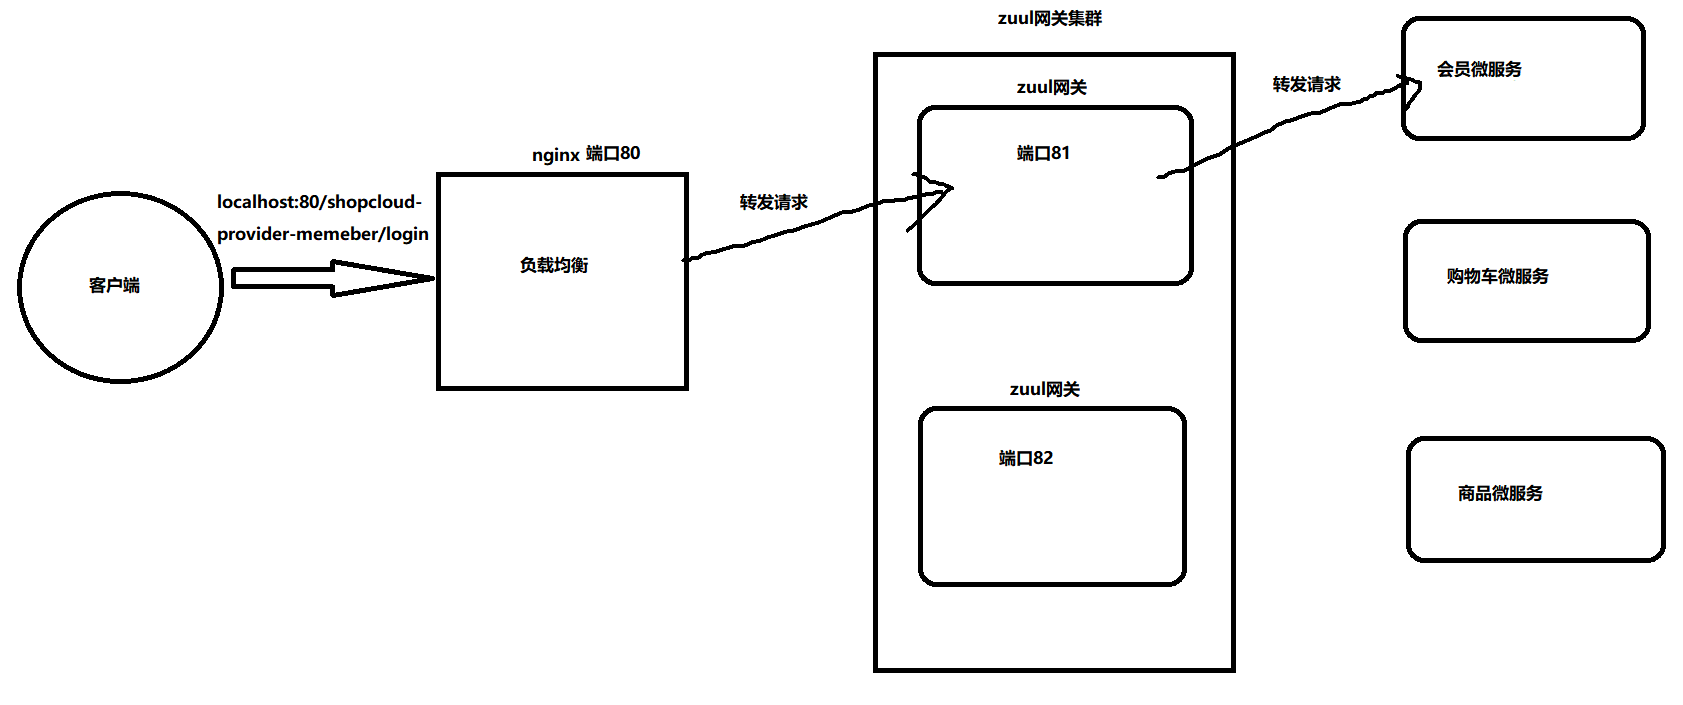 zuul网关集群
会员微服务
zuul网关
转发请求
端口81
nginx 端口80
localhost:80/shopcloud-
provider-memeber/login
转发请求
负载均衡
客户端
购物车微服务
zuul网关
端口82
商品微服务